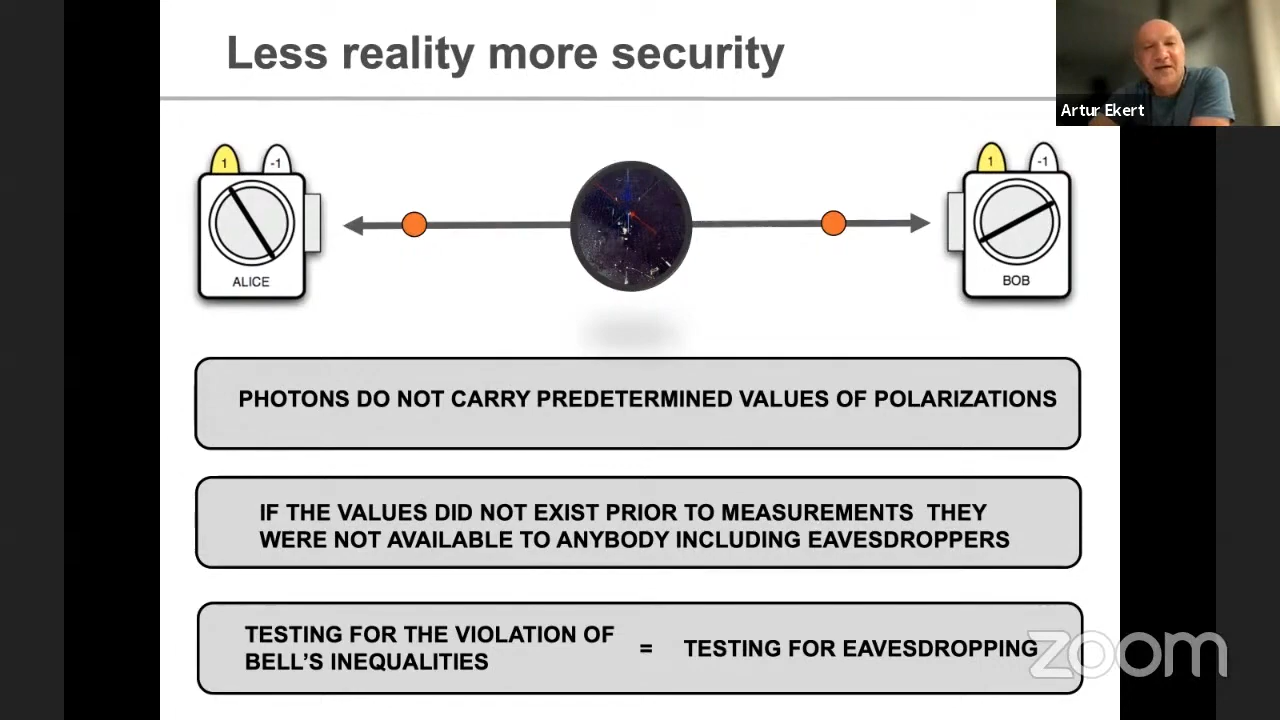 Less reality more security
Artur Ekert
1 -1
1 -1
ALICE
BOB
PHOTONS DO NOT CARRY PREDETERMINED VALUES OF POLARIZATIONS
IF THE VALUES DID NOT EXIST PRIOR TO MEASUREMENTS THEY
WERE NOT AVAILABLE TO ANYBODY INCLUDING EAVESDROPPERS
TESTING FOR THE VIOLATION OF
BELL'S INEQUALITIES
= TESTING FOR EAVESDROPPING
zoom